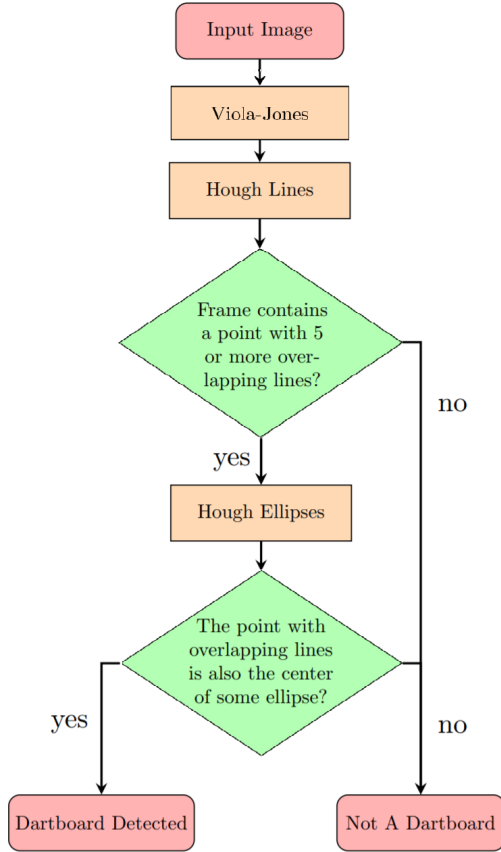 Input Image
Viola-Jones
Hough Lines
Frame contains
a point with 5
or more over-
lapping lines?
no
yes
Hough Ellipses
The point with
overlapping lines
is also the center
of some ellipse?
yes
no
Dartboard Detected
Not A Dartboard